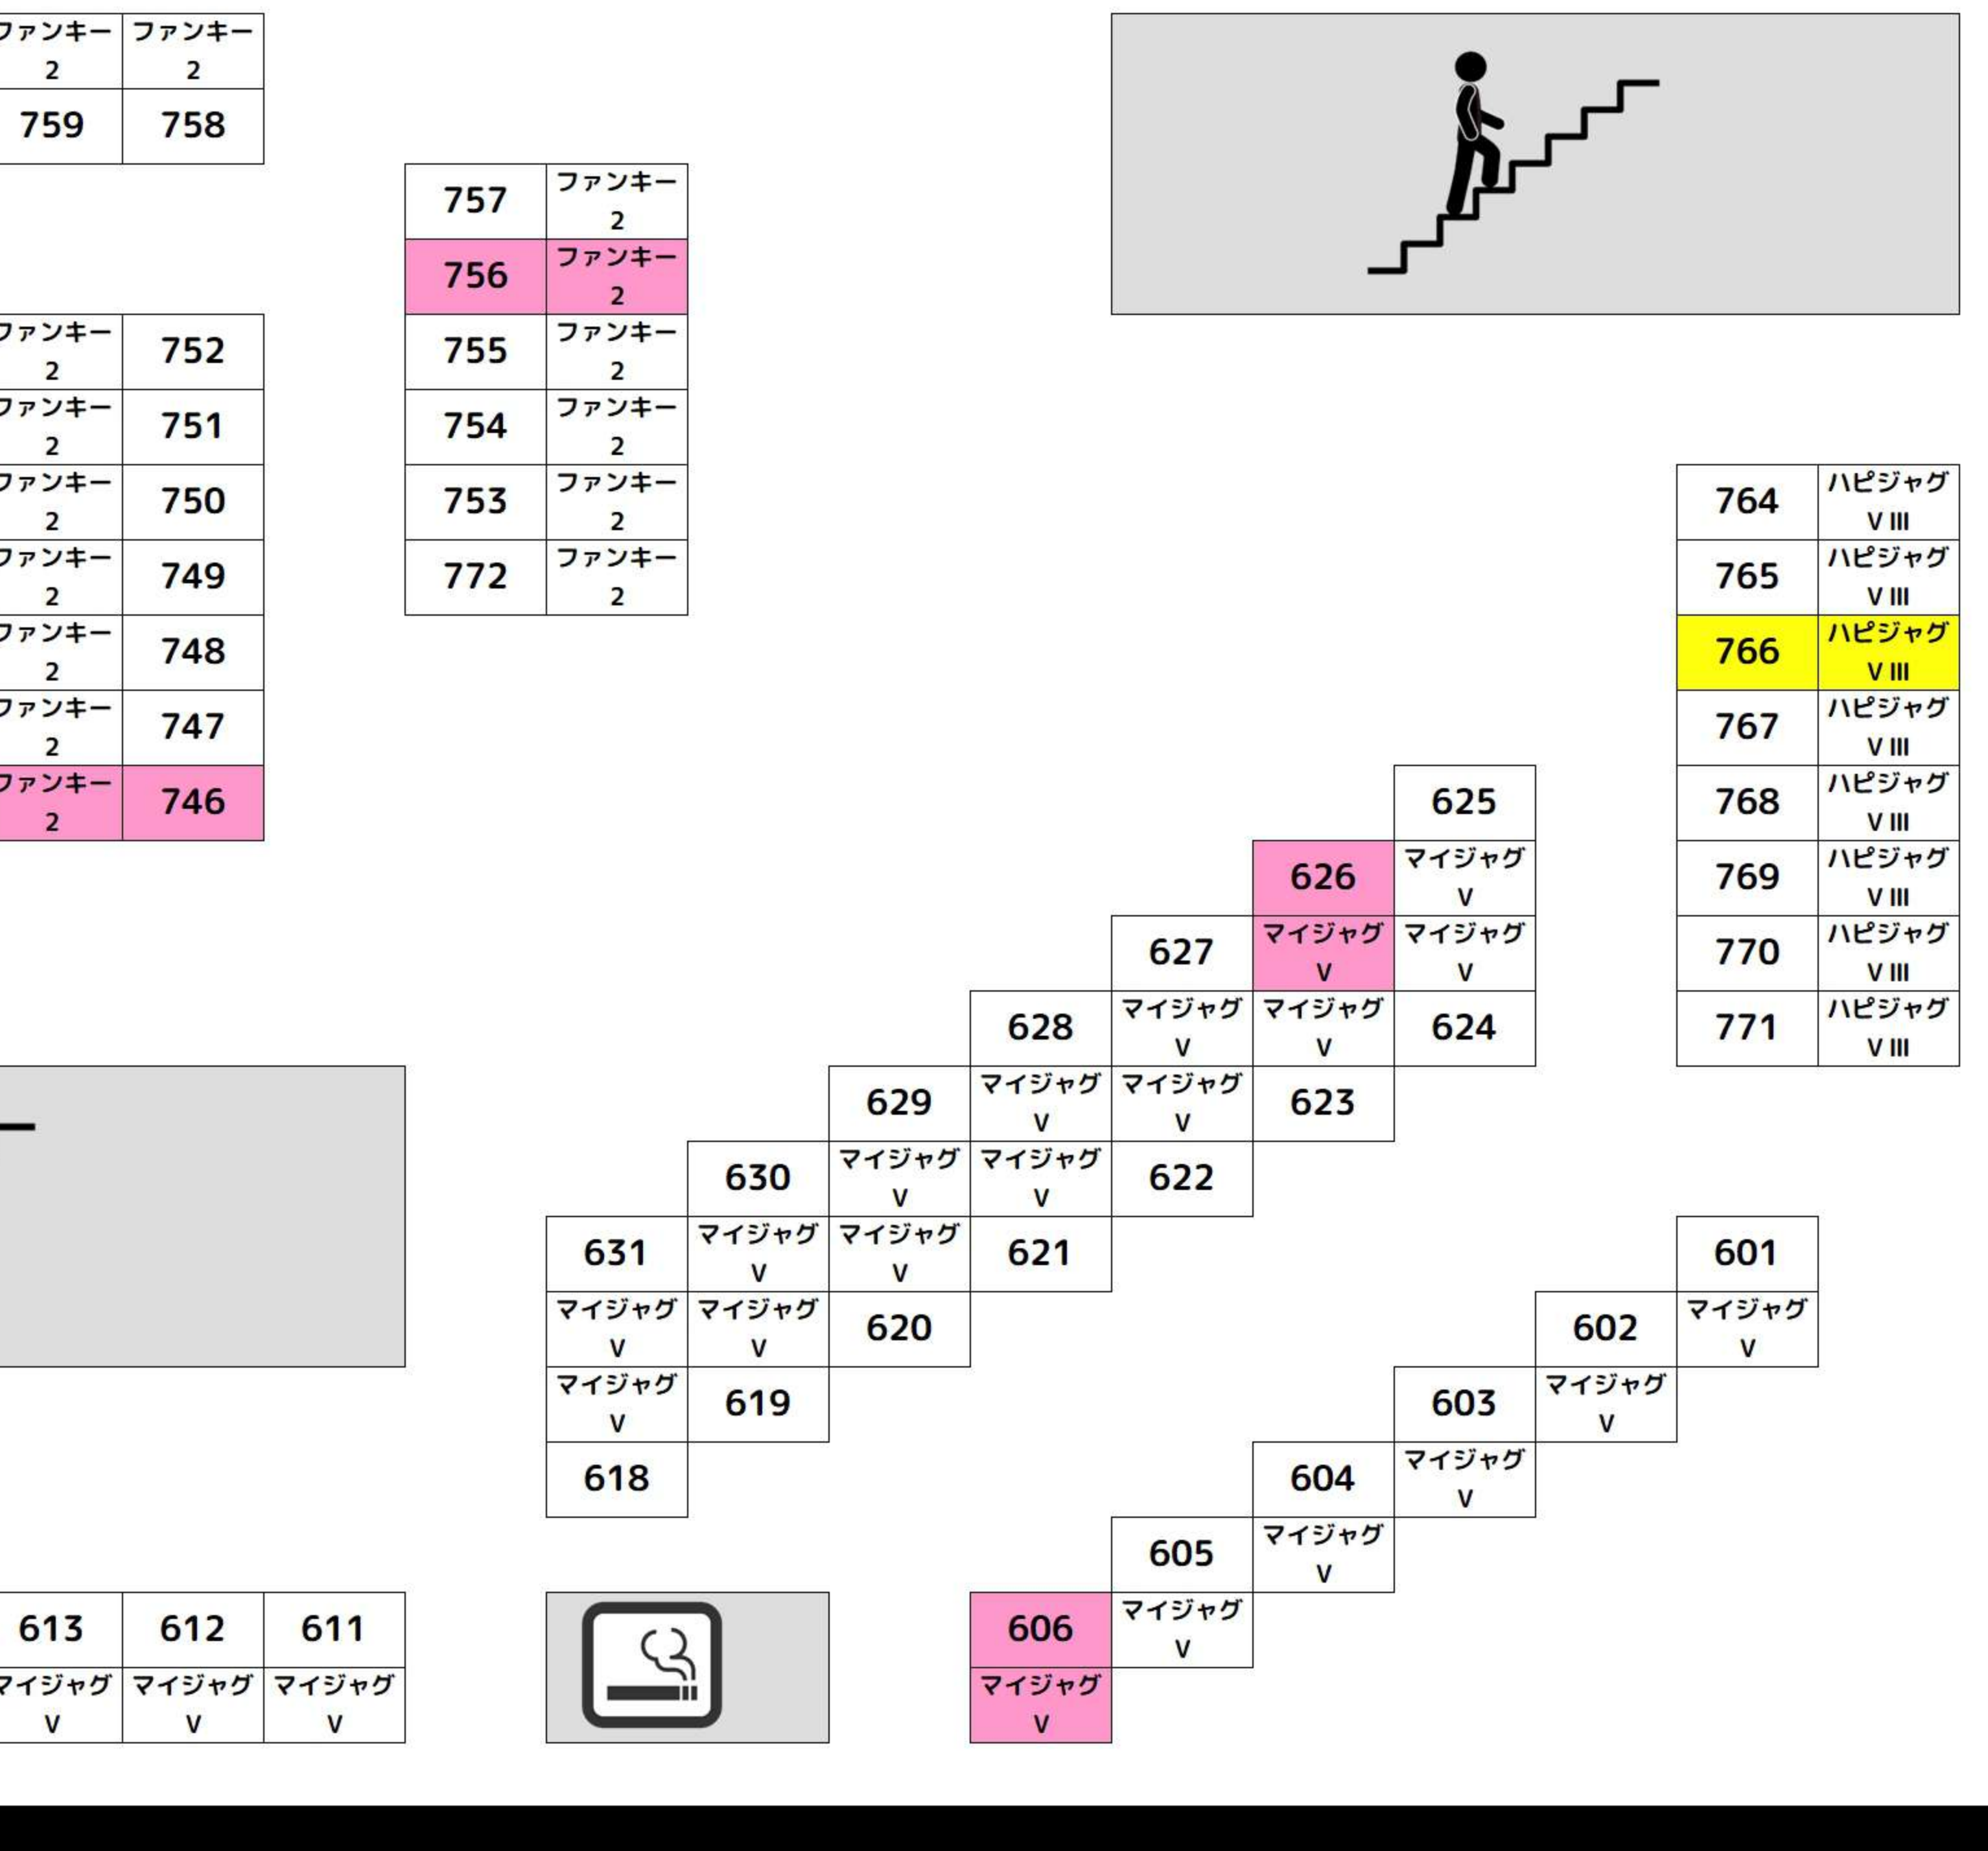 ファンキー ファンキー
2 2
759 758
757 ファンキー
2
756 ファンキー
2
ファンキー 752 755 ファンキー
2 2
ファンキー 751 754 ファンキー
2 2
ファンキー 750 753 ファンキー
2 2
ファンキー 749 772 ファンキー
2 2
ファンキー 748
2
ファンキー 747
2
ファンキー 746
2
764 ハピジャグ
V III
765 ハピジャグ
V III
766 ハピジャグ
V III
767 ハピジャグ
V III
768 ハピジャグ
V III
769 ハピジャグ
V III
770 ハピジャグ
V III
771 ハピジャグ
V III
625
626 マイジャグ
V
627 マイジャグ マイジャグ
V V
628 マイジャグ マイジャグ 624
V V
629 マイジャグ マイジャグ 623
V V
630 マイジャグ マイジャグ 622
V V
631 マイジャグ マイジャグ 621
V V
マイジャグ マイジャグ 620
V V
マイジャグ 619
V
618
601
602 マイジャグ
V
603 マイジャグ
V
604 マイジャグ
V
605 マイジャグ
V
606 マイジャグ
V
マイジャグ
V
613 612 611
マイジャグ マイジャグ マイジャグ
V V V